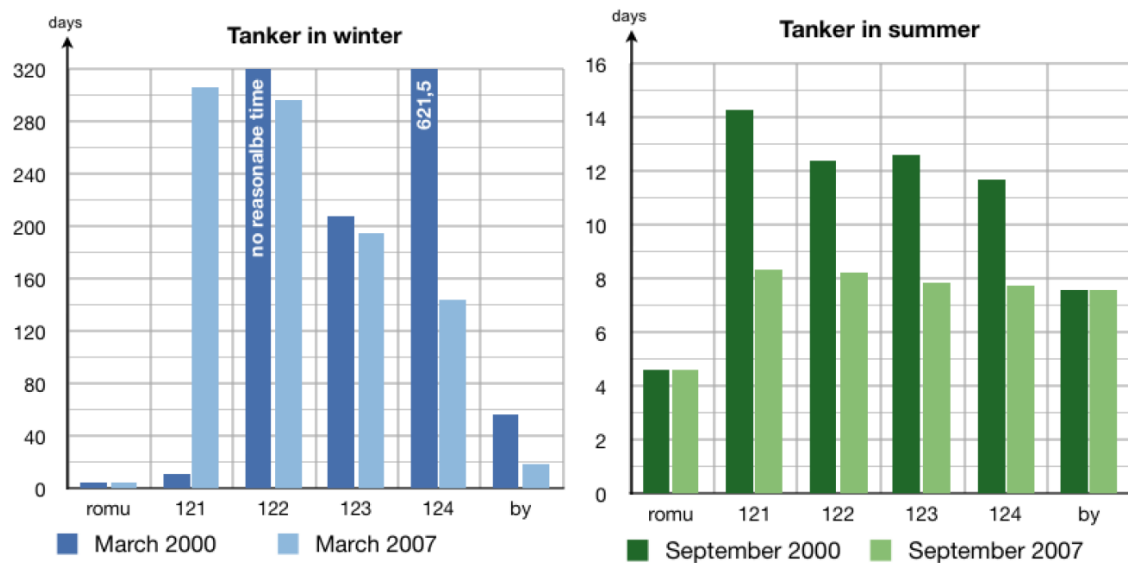 days
Tanker in winter
320
280
240
200
160
120
80
40
0
no reasonalbe time
621,5
romu 121 122 123 124 by
March 2000 March 2007
days
Tanker in summer
16
14
12
10
8
6
4
2
0
romu 121 122 123 124 by
September 2000 September 2007